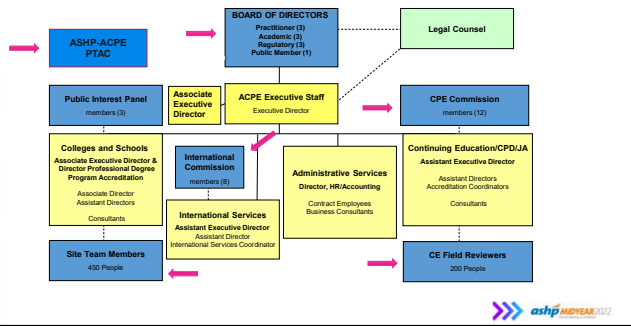 BOARD OF DIRECTORS
Practitioner (3)
Academic (3)
Regulatory (3)
Public Member (1)
Legal Counsel
ASHP-ACPE
PTAC
Associate
Executive
Director
ACPE Executive Staff
Executive Director
Public Interest Panel
members (3)
CPE Commission
members (12)
Colleges and Schools
Associate Executive Director &
Director Professional Degree
Program Accreditation
Associate Director
Assistant Directors
Consultants
International
Commission
members (8)
Administrative Services
Director, HR/Accounting
Contract Employees
Business Consultants
Continuing Education/CPD/JA
Assistant Executive Director
Assistant Directors
Accreditation Coordinators
Consultants
International Services
Assistant Executive Director
Assistant Director
International Services Coordinator
Site Team Members
450 People
CE Field Reviewers
200 People
ashp MIDYEAR 2022